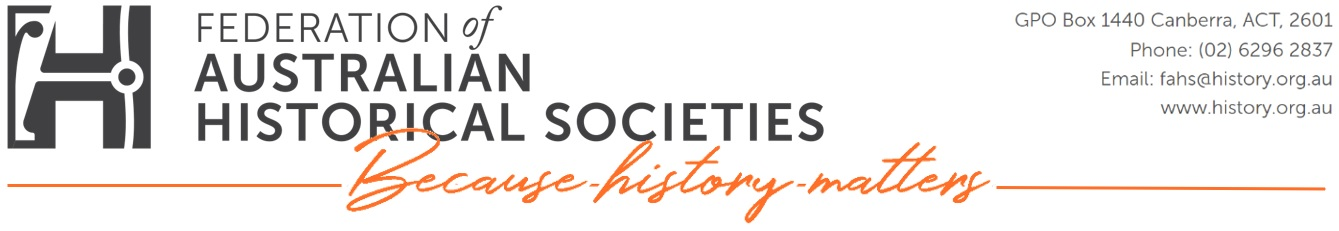 FEDERATION of
AUSTRALIAN
HISTORICAL SOCIETIES
Because-history-matters
GPO Box 1440 Canberra, ACT, 2601
Phone: (02) 6296 2837
Email: fahs@history.org.au
www.history.org.au